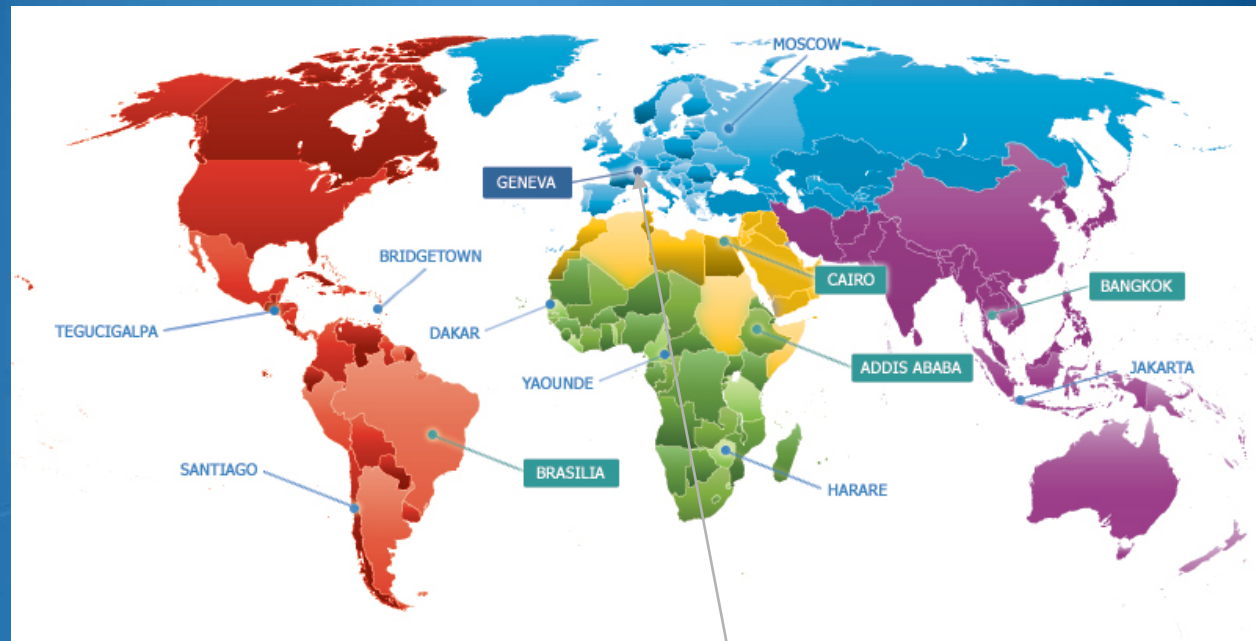 MOSCOW
GENEVA
BRIDGETOWN
CAIRO
BANGKOK
TEGUCIGALPA
DAKAR
ADDIS ABABA
JAKARTA
YAOUNDE
SANTIAGO
BRASILIA
HARARE